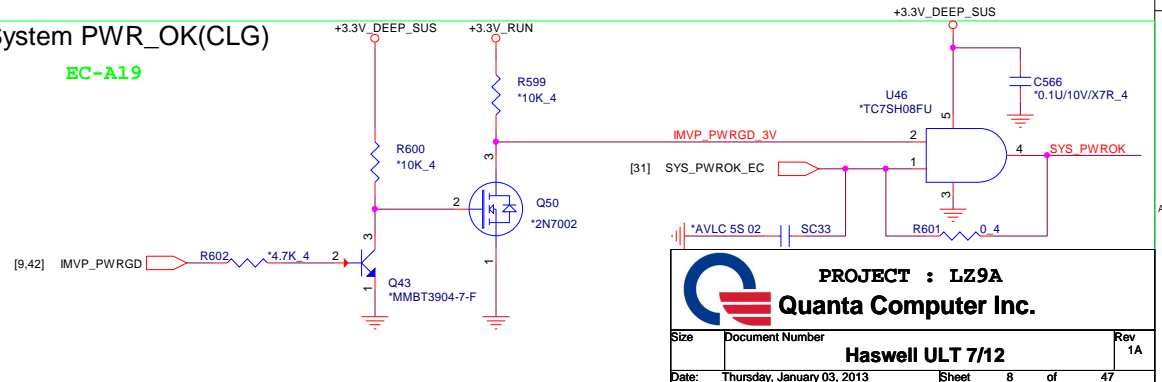 System PWR_OK(CLG)
EC-A19
+3.3V_DEEP_SUS
+3.3V_RUN
+3.3V_DEEP_SUS
R599
*10K_4
R600
*10K_4
C566
*0.1U/10V/X7R_4
U46
*TC7SH08FU
5
IMVP_PWRGD_3V
2
1
4
SYS_PWROK
3
[31] SYS_PWROK_EC
3
2
1
Q50
*2N7002
*AVLC 5S 02
SC33
R601
0_4
[9,42] IMVP_PWRGD
R602
*4.7K_4
2
3
1
Q43
*MMBT3904-7-F
A
PROJECT : LZ9A
Quanta Computer Inc.
Size
Document Number
Rev
Haswell ULT 7/12
1A
Date: Thursday, January 03, 2013
Sheet 8 of 47